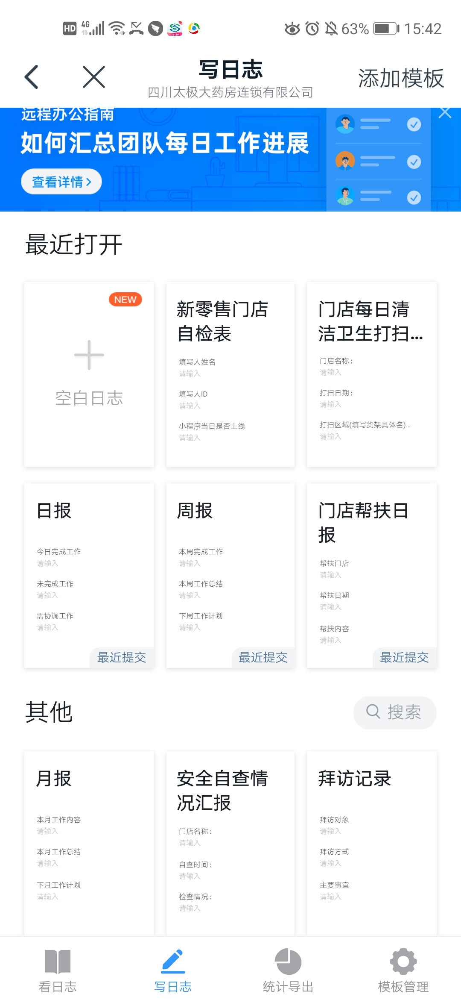 HD 4G 63% 15:42
写日志
四川太极大药房连锁有限公司
添加模板
远程办公指南
如何汇总团队每日工作进展
查看详情
最近打开
NEW
空白日志
新零售门店
自检表
填写人姓名
请输入
填写人ID
请输入
小程序当日是否上线
请输入
门店每日清
洁卫生打扫...
门店名称:
请输入
打扫日期:
请输入
打扫区域(填写货架具体名)...
请输入
日报
今日完成工作
请输入
未完成工作
请输入
需协调工作
请输入
最近提交
周报
本周完成工作
请输入
本周工作总结
请输入
下周工作计划
请输入
最近提交
门店帮扶日
报
帮扶门店
请输入
帮扶日期
请输入
帮扶内容
请输入
最近提交
其他
搜索
月报
本月工作内容
请输入
本月工作总结
请输入
下月工作计划
请输入
安全自查情
况汇报
门店名称:
请输入
自查时间:
请输入
检查情况:
请输入
拜访记录
拜访对象
请输入
拜访方式
请输入
主要事宜
请输入
看日志
写日志
统计导出
模板管理